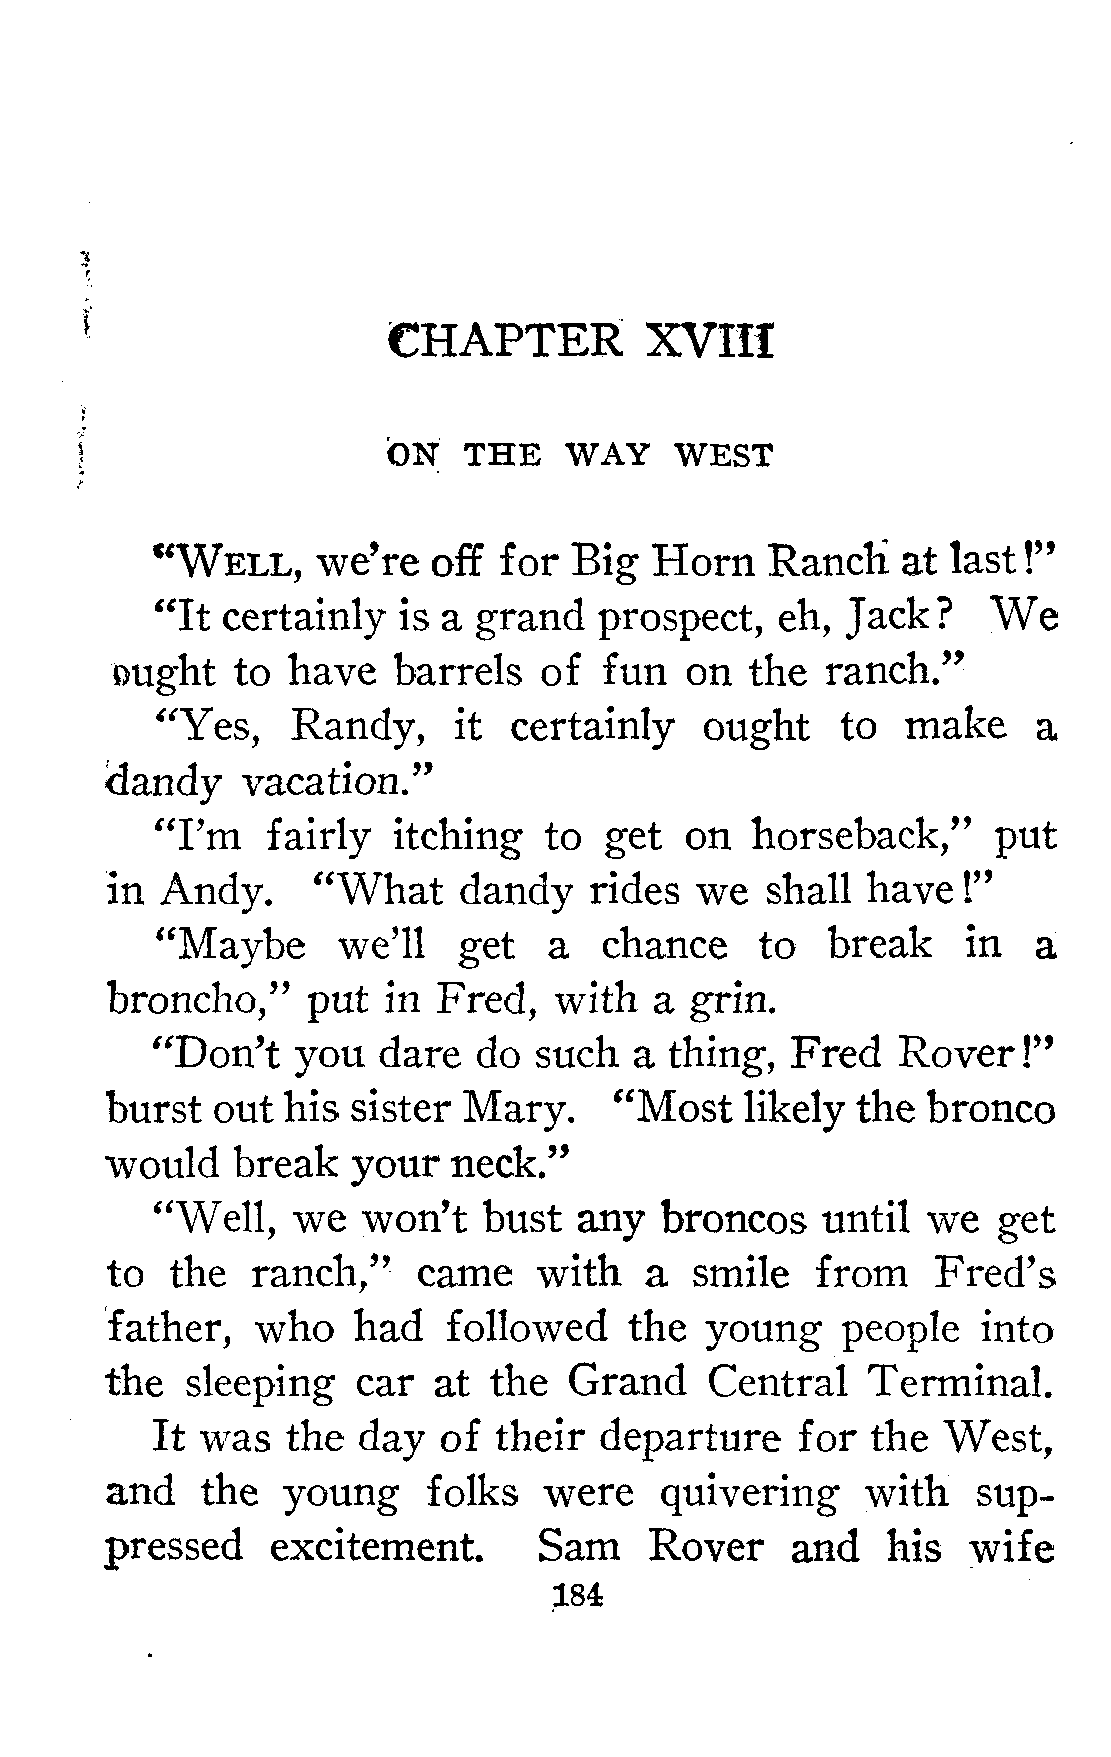 CHAPTER XVIII
ON THE WAY WEST
“WELL, we’re off for Big Horn Ranch at last!”
“It certainly is a grand prospect, eh, Jack? We
ought to have barrels of fun on the ranch.”
“Yes, Randy, it certainly ought to make a
dandy vacation.”
“I’m fairly itching to get on horseback,” put
in Andy. “What dandy rides we shall have!”
“Maybe we’ll get a chance to break in a
broncho,” put in Fred, with a grin.
“Don’t you dare do such a thing, Fred Rover!”
burst out his sister Mary. “Most likely the bronco
would break your neck.”
“Well, we won’t bust any broncos until we get
to the ranch,” came with a smile from Fred’s
father, who had followed the young people into
the sleeping car at the Grand Central Terminal.
It was the day of their departure for the West,
and the young folks were quivering with sup-
pressed excitement. Sam Rover and his wife
184